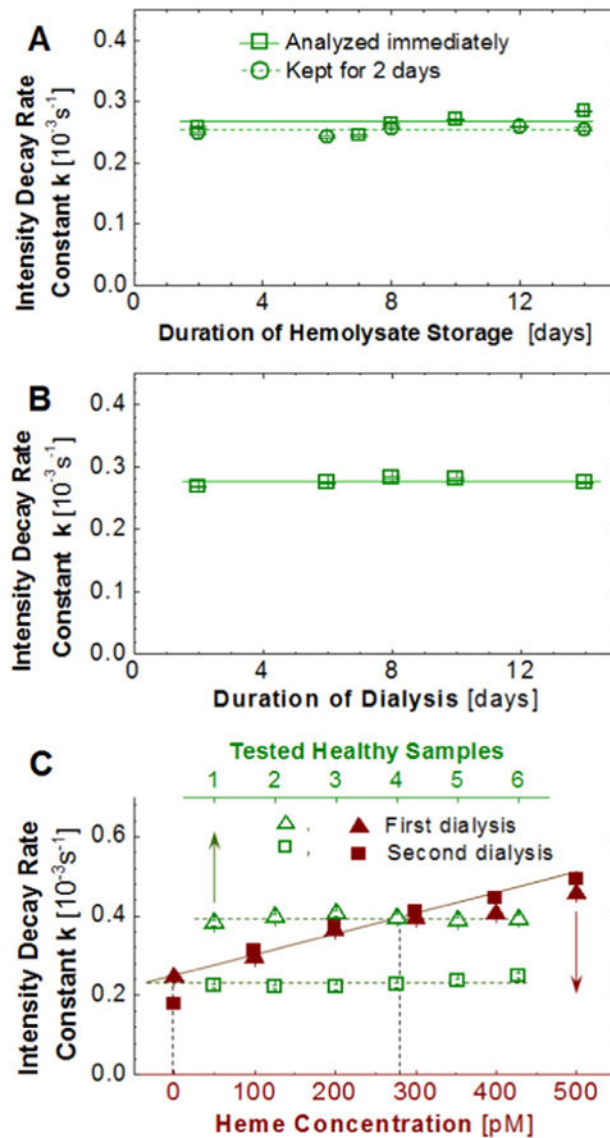 A
Intensity Decay Rate
Constant k [10⁻³s⁻¹]
0.4
0.3
0.2
0.1
0.0
Analyzed immediately
Kept for 2 days
0 4 8 12
Duration of Hemolysate Storage [days]
B
Intensity Decay Rate
Constant k [10⁻³s⁻¹]
0.4
0.3
0.2
0.1
0.0
0 4 8 12
Duration of Dialysis [days]
C
Tested Healthy Samples
1 2 3 4 5 6
Intensity Decay Rate
Constant k [10⁻³s⁻¹]
0.6
0.4
0.2
0.0
, First dialysis
, Second dialysis
0 100 200 300 400 500
Heme Concentration [pM]